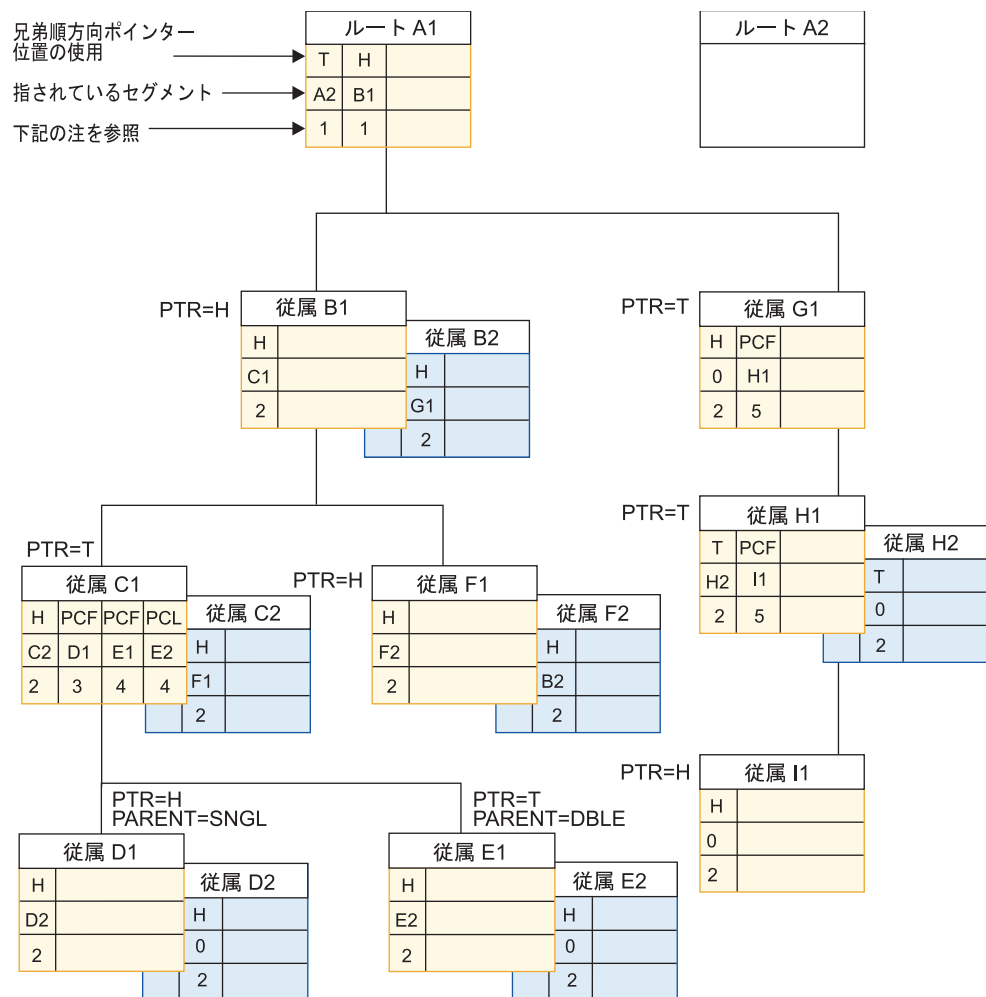 兄弟順方向ポインター
位置の使用
指されているセグメント
下記の注を参照
ルート A1
T H
A2 B1
1 1
ルート A2
PTR=H
従属 B1
H
C1
2
従属 B2
H
G1
2
PTR=T
従属 G1
H PCF
0 H1
2 5
PTR=T
従属 C1
H PCF PCF PCL
C2 D1 E1 E2
2 3 4 4
従属 C2
H
F1
2
PTR=H
従属 F1
H
F2
2
従属 F2
H
B2
2
PTR=T
従属 H1
T PCF
H2 I1
2 5
従属 H2
T
0
2
PTR=H
PARENT=SNGL
従属 D1
H
D2
2
従属 D2
H
0
2
PTR=T
PARENT=DBLE
従属 E1
H
E2
2
従属 E2
H
0
2
PTR=H
従属 I1
H
0
2